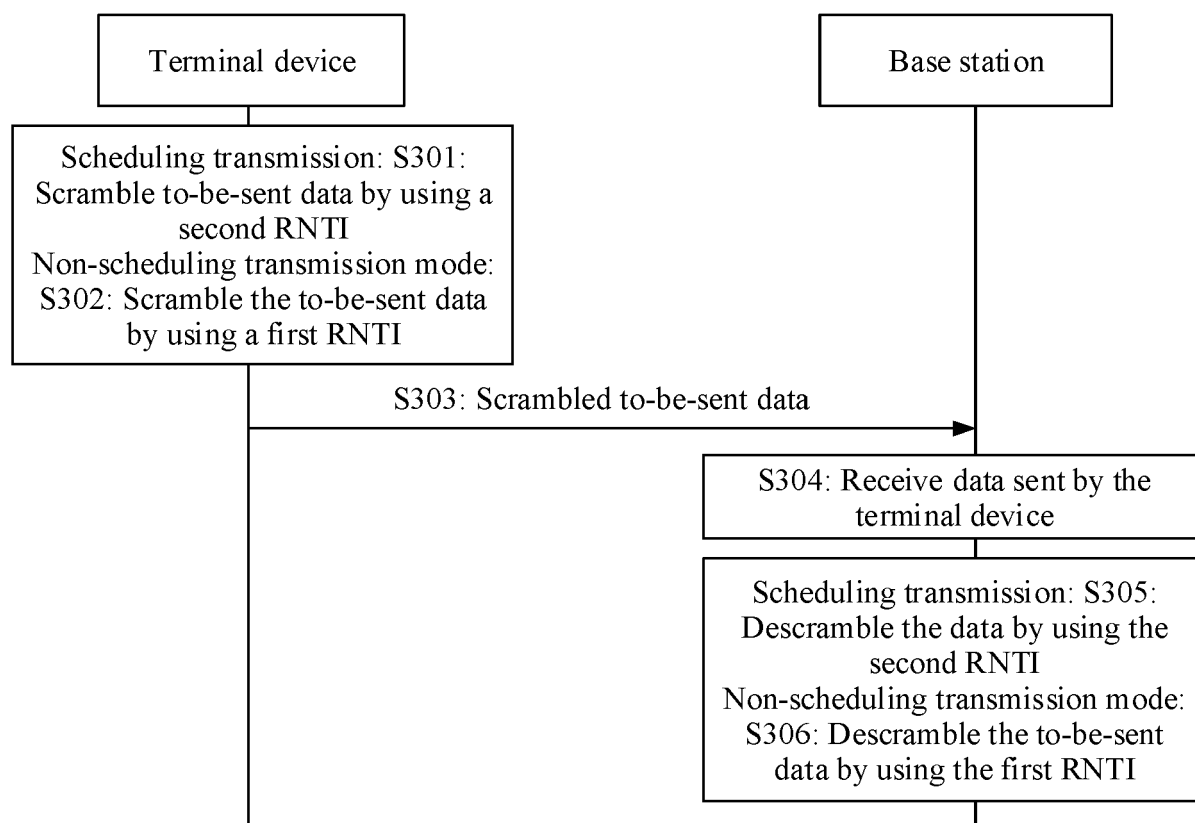 Terminal device
Base station
Scheduling transmission: S301:
Scramble to-be-sent data by using a
second RNTI
Non-scheduling transmission mode:
S302: Scramble the to-be-sent data
by using a first RNTI
S303: Scrambled to-be-sent data
S304: Receive data sent by the
terminal device
Scheduling transmission: S305:
Descramble the data by using the
second RNTI
Non-scheduling transmission mode:
S306: Descramble the to-be-sent
data by using the first RNTI